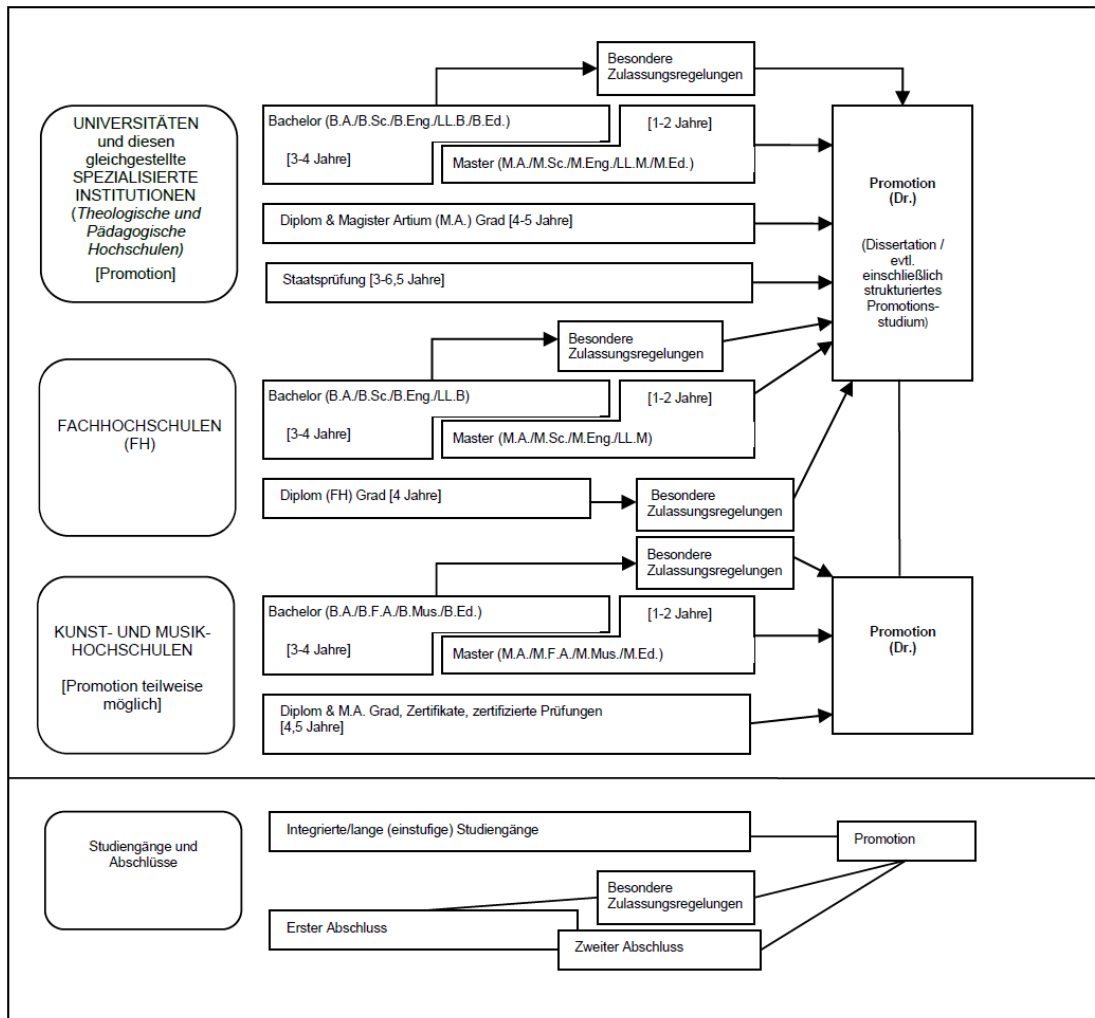 Besondere
Zulassungsregelungen
UNIVERSITÄTEN
und diesen
gleichgestellte
SPEZIALISIERTE
INSTITUTIONEN
(Theologische und
Pädagogische
Hochschulen)
[Promotion]
Bachelor (B.A./B.Sc./B.Eng./LL.B./B.Ed.)
[3-4 Jahre]
[1-2 Jahre]
Master (M.A./M.Sc./M.Eng./LL.M./M.Ed.)
Diplom & Magister Artium (M.A.) Grad [4-5 Jahre]
Staatsprüfung [3-6,5 Jahre]
Promotion
(Dr.)
(Dissertation /
evtl.
einschließlich
strukturiertes
Promotions-
studium)
FACHHOCHSCHULEN
(FH)
Besondere
Zulassungsregelungen
Bachelor (B.A./B.Sc./B.Eng./LL.B)
[3-4 Jahre]
[1-2 Jahre]
Master (M.A./M.Sc./M.Eng./LL.M)
Diplom (FH) Grad [4 Jahre]
Besondere
Zulassungsregelungen
KUNST- UND MUSIK-
HOCHSCHULEN
[Promotion teilweise
möglich]
Besondere
Zulassungsregelungen
Bachelor (B.A./B.F.A./B.Mus./B.Ed.)
[3-4 Jahre]
[1-2 Jahre]
Master (M.A./M.F.A./M.Mus./M.Ed.)
Diplom & M.A. Grad, Zertifikate, zertifizierte Prüfungen
[4,5 Jahre]
Promotion
(Dr.)
Studiengänge und
Abschlüsse
Integrierte/lange (einstufige) Studiengänge
Promotion
Besondere
Zulassungsregelungen
Erster Abschluss
Zweiter Abschluss